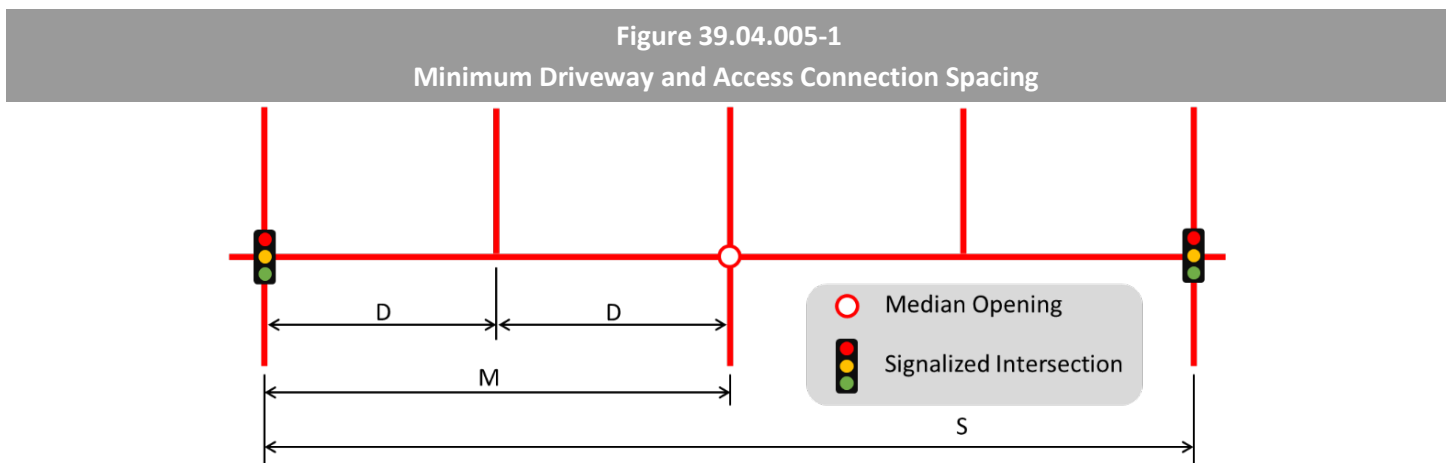 Figure 39.04.005-1
Minimum Driveway and Access Connection Spacing
D
D
Median Opening
Signalized Intersection
M
S